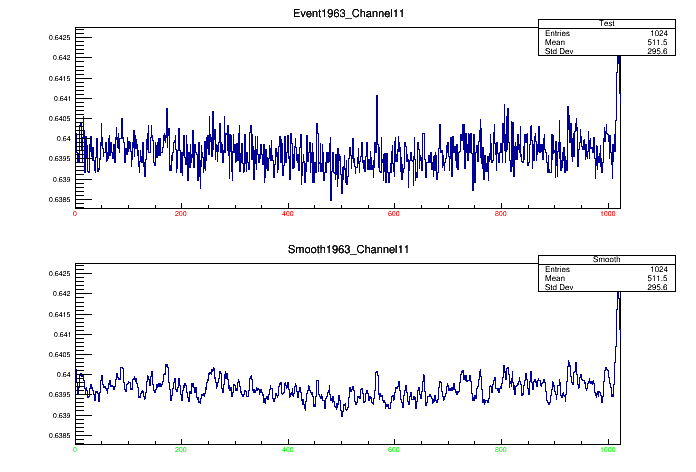 Event1963_Channel11
Test
Entries 1024
Mean 511.5
Std Dev 295.6
0.6425
0.642
0.6415
0.641
0.6405
0.64
0.6395
0.639
0.6385
0 200 400 600 800 1000
Smooth1963_Channel11
Smooth
Entries 1024
Mean 511.5
Std Dev 295.6
0.6425
0.642
0.6415
0.641
0.6405
0.64
0.6395
0.639
0.6385
0 200 400 600 800 1000